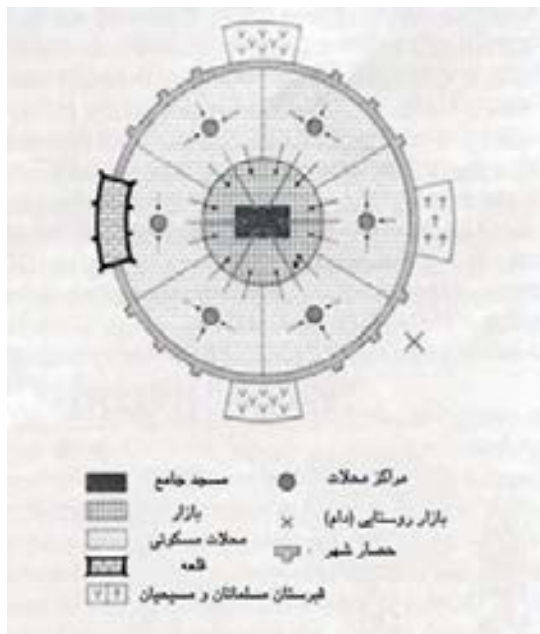 مسجد جامع
بازار
محلات مسکونی
قلعه
قبرستان مسلمانان و مسیحیان
مراکز محلات
بازار روستایی (دام)
حصار شهر